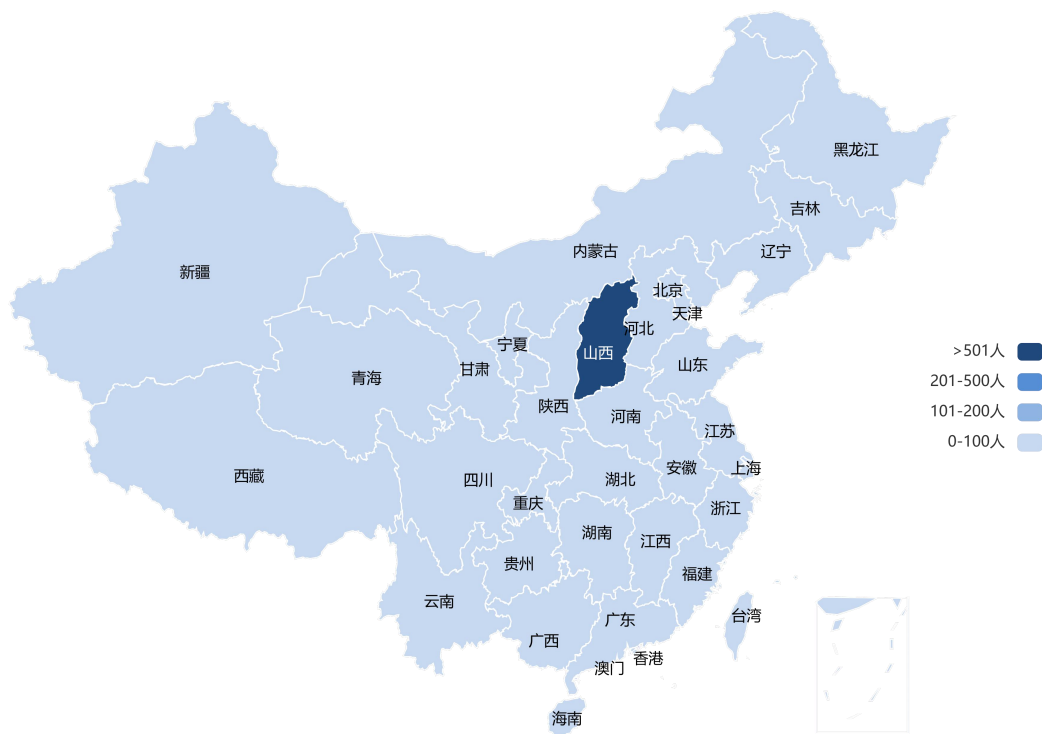 黑龙江
吉林
辽宁
内蒙古
新疆
北京
天津
河北
宁夏
山西
>501人
甘肃
山东
青海
201-500人
陕西
101-200人
河南
江苏
0-100人
安徽
上海
西藏
四川
湖北
重庆
浙江
湖南
江西
贵州
福建
云南
台湾
广东
广西
香港
澳门
海南